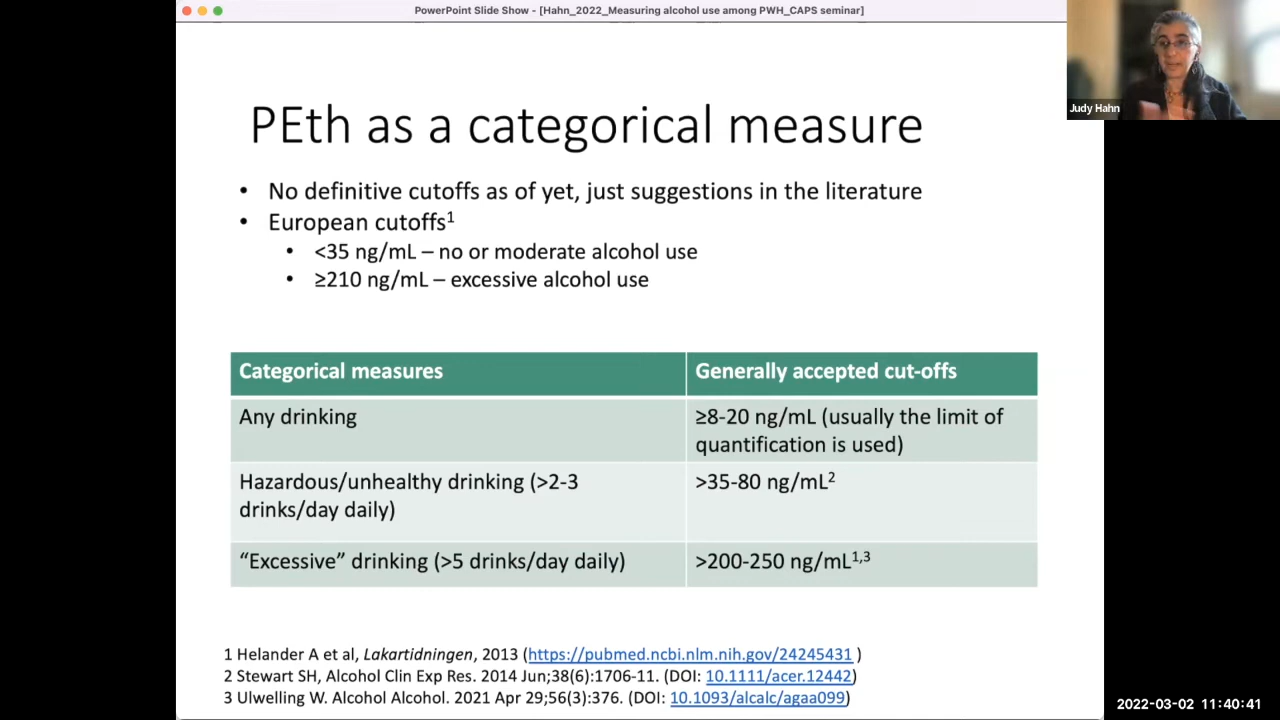 PowerPoint Slide Show - [Hahn_2022_Measuring alcohol use among PWH_CAPS seminar]
Judy Hahn
PEth as a categorical measure
• No definitive cutoffs as of yet, just suggestions in the literature
• European cutoffs1
• <35 ng/mL – no or moderate alcohol use
• ≥210 ng/mL – excessive alcohol use
Categorical measures
Generally accepted cut-offs
Any drinking
≥8-20 ng/mL (usually the limit of
quantification is used)
Hazardous/unhealthy drinking (>2-3
drinks/day daily)
>35-80 ng/mL2
“Excessive” drinking (>5 drinks/day daily)
>200-250 ng/mL1,3
1 Helander A et al, Lakartidningen, 2013 (https://pubmed.ncbi.nlm.nih.gov/24245431 )
2 Stewart SH, Alcohol Clin Exp Res. 2014 Jun;38(6):1706-11. (DOI: 10.1111/acer.12442)
3 Ulwelling W. Alcohol Alcohol. 2021 Apr 29;56(3):376. (DOI: 10.1093/alcalc/agaa099)
2022-03-02 11:40:41